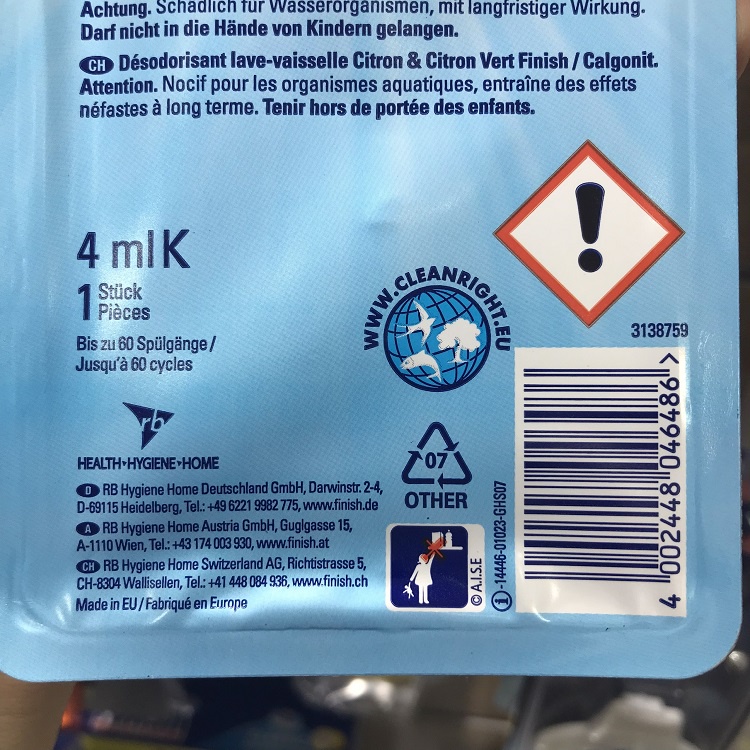 Achtung. Schädlich für Wasserorganismen, mit langfristiger Wirkung.
Darf nicht in die Hände von Kindern gelangen.
CH Désodorisant lave-vaisselle Citron & Citron Vert Finish / Calgonit.
Attention. Nocif pour les organismes aquatiques, entraîne des effets
néfastes à long terme. Tenir hors de portée des enfants.
4 ml K
1 Stück
Pièces
Bis zu 60 Spülgänge /
Jusqu'à 60 cycles
rb
HEALTH•HYGIENE•HOME
D RB Hygiene Home Deutschland GmbH, Darwinstr. 2-4,
D-69115 Heidelberg, Tel.: +49 6221 9982 775, www.finish.de
A RB Hygiene Home Austria GmbH, Guglgasse 15,
A-1110 Wien, Tel.: +43 174 003 930, www.finish.at
CH RB Hygiene Home Switzerland AG, Richtistrasse 5,
CH-8304 Wallisellen, Tel.: +41 448 084 936, www.finish.ch
Made in EU / Fabriqué en Europe
WWW.CLEANRIGHT.EU
07
OTHER
© A.I.S.E
i -14446-01023-GHS07
!
3138759
4 002448 046486 >